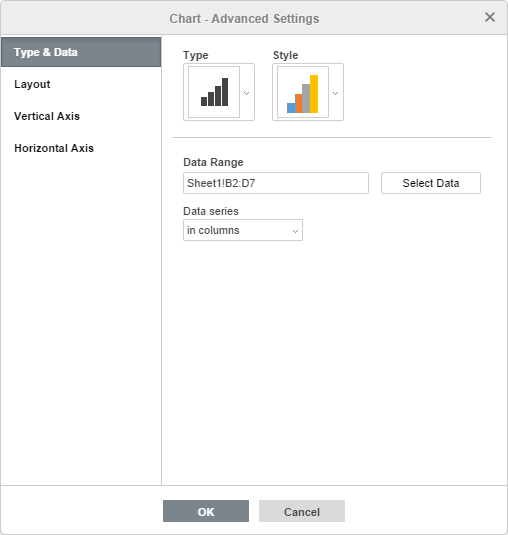 Chart - Advanced Settings
Type & Data
Layout
Vertical Axis
Horizontal Axis
Type
Style
Data Range
Sheet1!B2:D7
Select Data
Data series
in columns
OK
Cancel